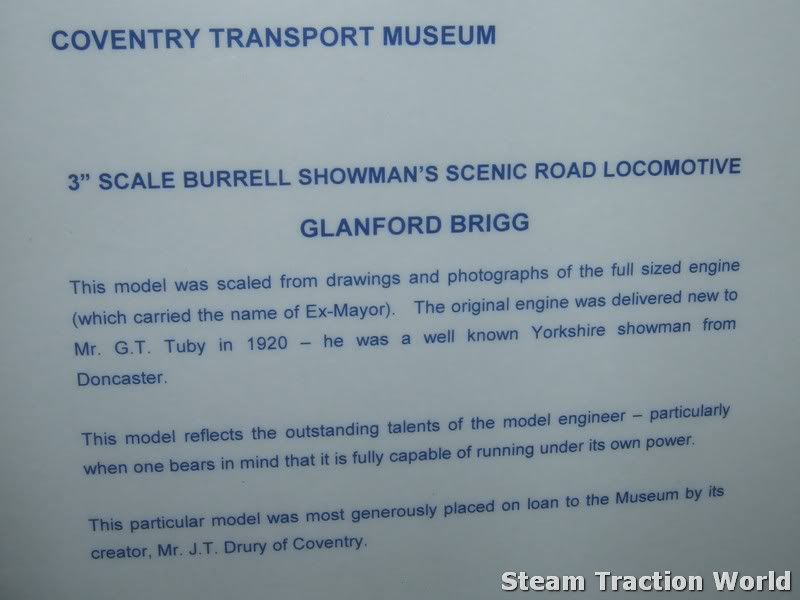 COVENTRY TRANSPORT MUSEUM
3” SCALE BURRELL SHOWMAN’S SCENIC ROAD LOCOMOTIVE
GLANFORD BRIGG
This model was scaled from drawings and photographs of the full sized engine
(which carried the name of Ex-Mayor). The original engine was delivered new to
Mr. G.T. Tuby in 1920 – he was a well known Yorkshire showman from
Doncaster.
This model reflects the outstanding talents of the model engineer – particularly
when one bears in mind that it is fully capable of running under its own power.
This particular model was most generously placed on loan to the Museum by its
creator, Mr. J.T. Drury of Coventry.
Steam Traction World